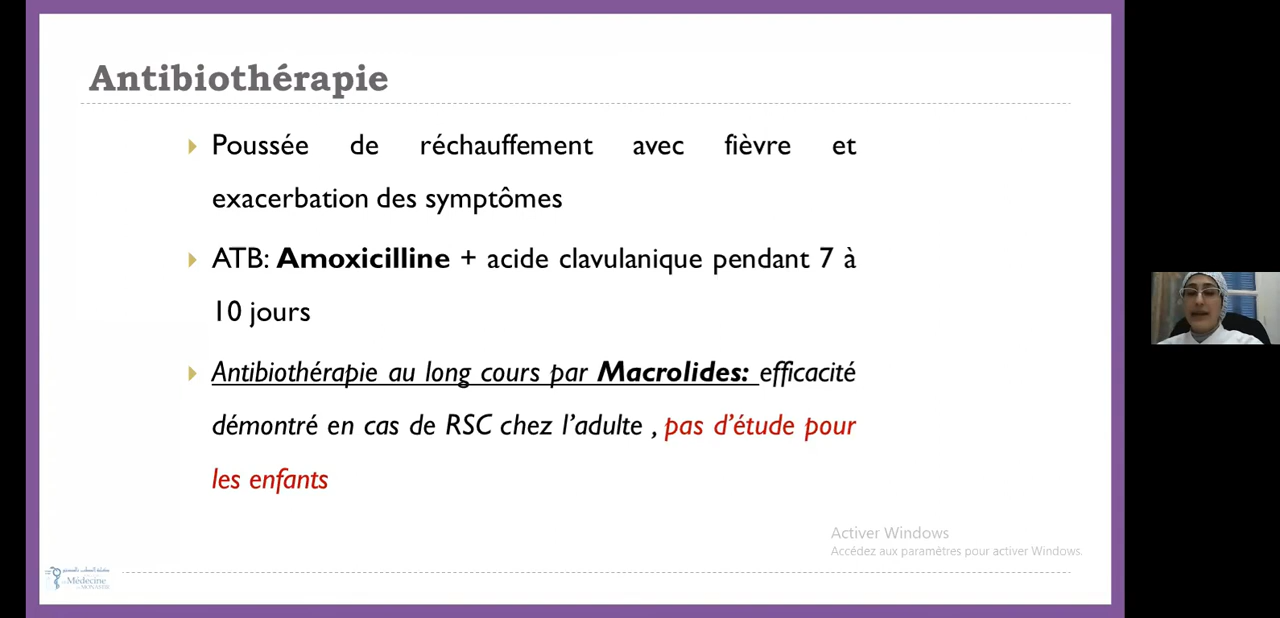 Antibiothérapie
Poussée de réchauffement avec fièvre et
exacerbation des symptômes
ATB: Amoxicilline + acide clavulanique pendant 7 à
10 jours
Antibiothérapie au long cours par Macrolides: efficacité
démontré en cas de RSC chez l'adulte , pas d'étude pour
les enfants
Activer Windows
Accédez aux paramètres pour activer Windows.
Médecine